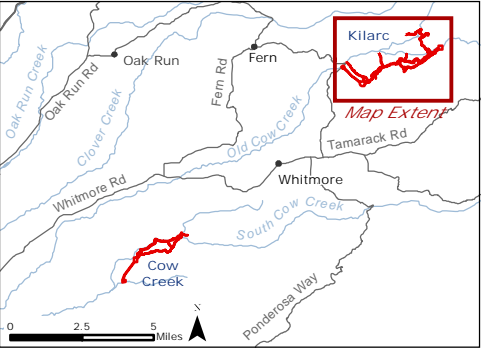 Kilarc
Map Extent
Oak Run Creek
Oak Run
Oak Run Rd
Fern
Fern Rd
Clover Creek
Old Cow Creek
Tamarack Rd
Whitmore
Whitmore Rd
South Cow Creek
Cow
Creek
Ponderosa Way
N
0 2.5 5
Miles